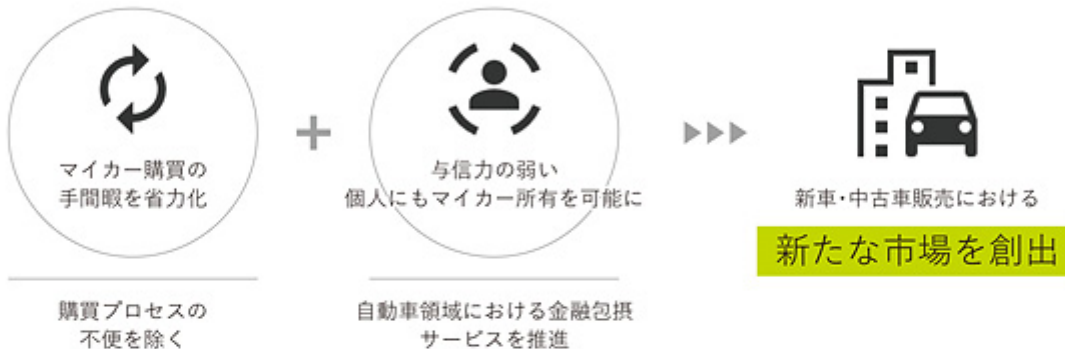 マイカー購買の
手間暇を省力化
与信力の弱い
個人にもマイカー所有を可能に
新車・中古車販売における
新たな市場を創出
購買プロセスの
不便を除く
自動車領域における金融包摂
サービスを推進